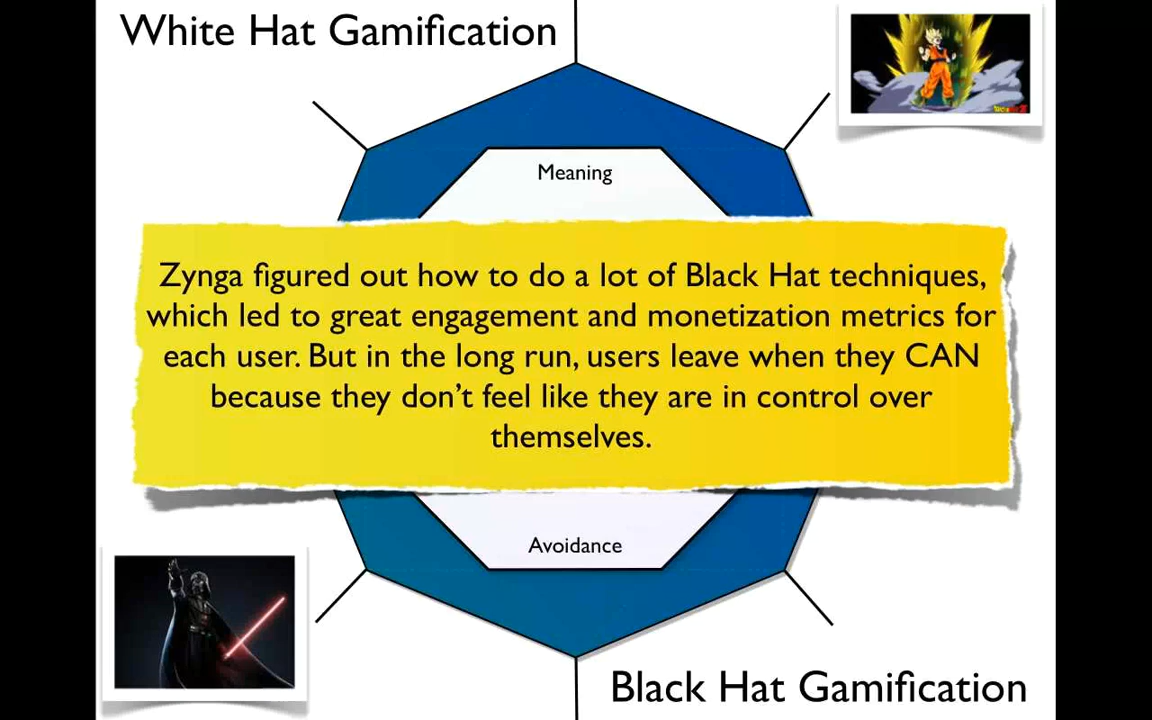 White Hat Gamification
Meaning
Zynga figured out how to do a lot of Black Hat techniques,
which led to great engagement and monetization metrics for
each user. But in the long run, users leave when they CAN
because they don’t feel like they are in control over
themselves.
Avoidance
Black Hat Gamification